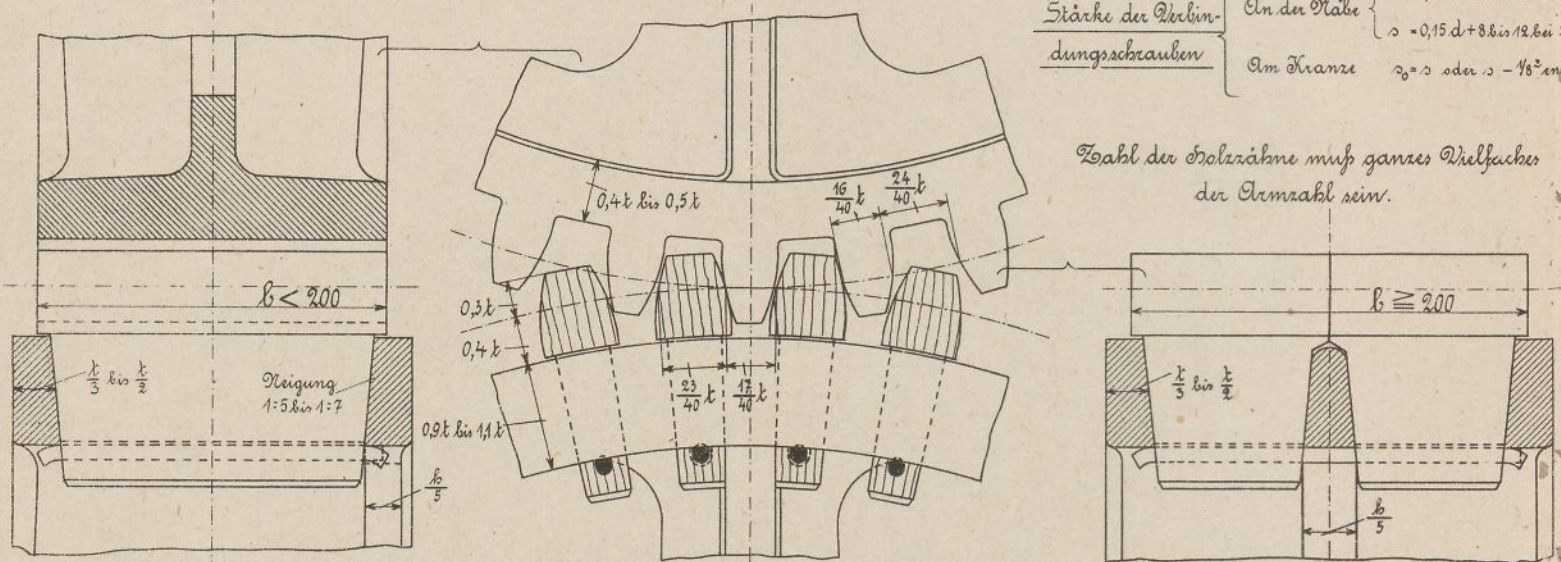 Stärke der Verbin-
dungsschrauben
An der Nabe
s = 0,15 d + 8 bis 12 bei
Am Kranze s₀ = s oder s - 1/8"
Zahl der Holzzähne muß ganzes Vielfaches
der Armzahl sein.
0,4 t bis 0,5 t
16/40 t
24/40 t
b < 200
0,3 t
0,4 t
b ≧ 200
t/3 bis t/2
Neigung
1:5 bis 1:7
23/40 t
17/40 t
t/3 bis t/2
0,9 t bis 1,1 t
b/5
b/5